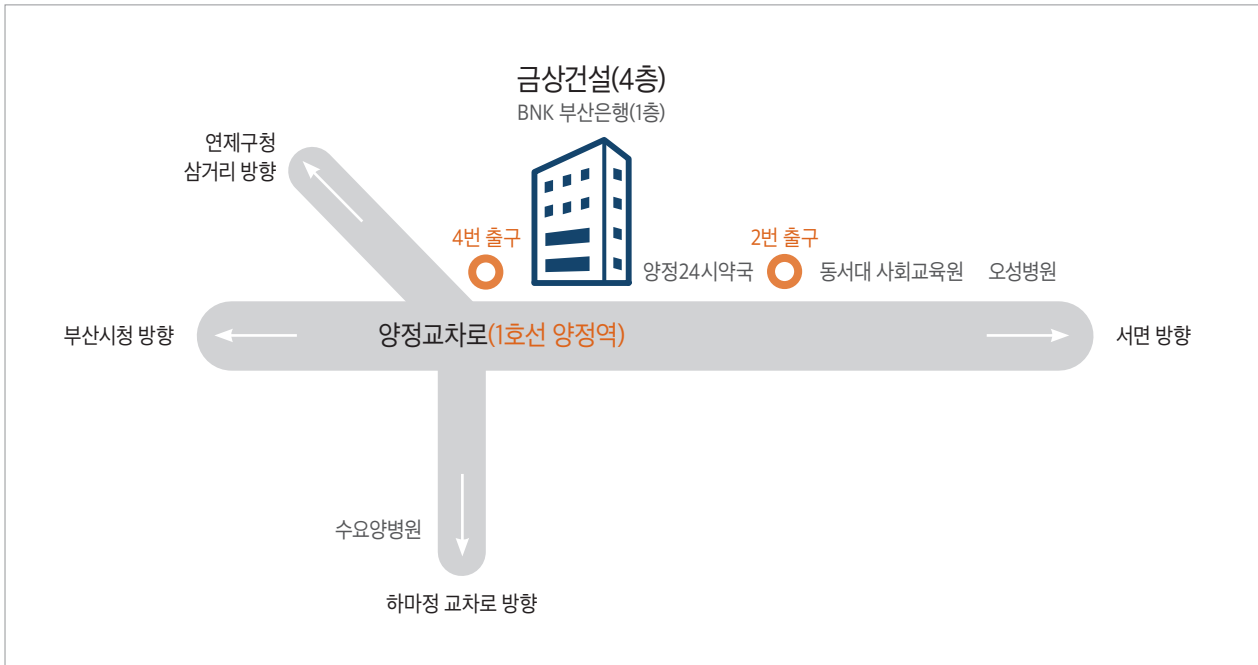 금상건설(4층)
BNK 부산은행(1층)
연제구청
삼거리 방향
4번 출구
2번 출구
양정24시약국
동서대 사회교육원
오성병원
부산시청 방향
양정교차로(1호선 양정역)
서면 방향
수요양병원
하마정 교차로 방향